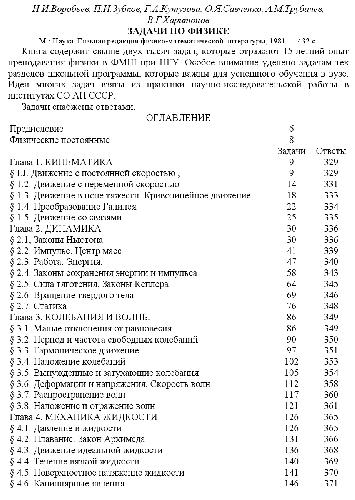 И.И.Воробьев, П.И.Зубков, Г.А.Кутузова, О.Я.Савченко, А.М.Трубачев,
В.Г.Харитонов
ЗАДАЧИ ПО ФИЗИКЕ
М.: Наука. Главная редакция физико-математической литературы, 1981. — 432 с.
Книга содержит свыше двух тысяч задач, которые отражают 15-летний опыт
преподавания физики в ФМШ при НГУ. Особое внимание уделено задачам тех
разделов школьной программы, которые важны для успешного обучения в вузе.
Идеи многих задач взяты из практики научно-исследовательской работы в
институтах СО АН СССР.
Задачи снабжены ответами.
ОГЛАВЛЕНИЕ
Предисловие 6
Физические постоянные 8
Задачи Ответы
Глава 1. КИНЕМАТИКА 9 329
§ 1.1. Движение с постоянной скоростью , 9 329
§ 1.2. Движение с переменной скоростью 14 331
§ 1.3. Движение в поле тяжести. Криволинейное движение 18 333
§ 1.4. Преобразование Галилея 22 334
§ 1.5. Движение со связями 25 335
Глава 2. ДИНАМИКА 30 336
§ 2.1. Законы Ньютона 30 336
§ 2.2. Импульс. Центр масс 41 339
§ 2.3. Работа. Энергия. 47 340
§ 2.4. Законы сохранения энергии и импульса 58 343
§ 2.5. Сила тяготения. Законы Кеплера 64 345
§ 2.6. Вращение твердого тела 69 346
§ 2.7. Статика 76 348
Глава 3. КОЛЕБАНИЯ И ВОЛНЫ. 86 349
§ 3.1. Малые отклонения от равновесия 86 349
§ 3.2. Период и частота свободных колебаний 90 350
§ 3.3. Гармоническое движение 97 351
§ 3.4. Наложение колебаний 102 353
§ 3.5. Вынужденные и затухающие колебания 105 354
§ 3.6. Деформации и напряжения. Скорость волн 112 358
§ 3.7. Распространение волн 117 360
§ 3.8. Наложение и отражение волн 121 361
Глава 4. МЕХАНИКА ЖИДКОСТИ 126 365
§ 4.1. Давление в жидкости 126 365
§ 4.2. Плавание. Закон Архимеда 131 366
§ 4.3. Движение идеальной жидкости 136 368
§ 4.4. Течение вязкой жидкости 140 369
§ 4.5. Поверхностное натяжение жидкости 141 370
§ 4.6. Капиллярные явления 146 371